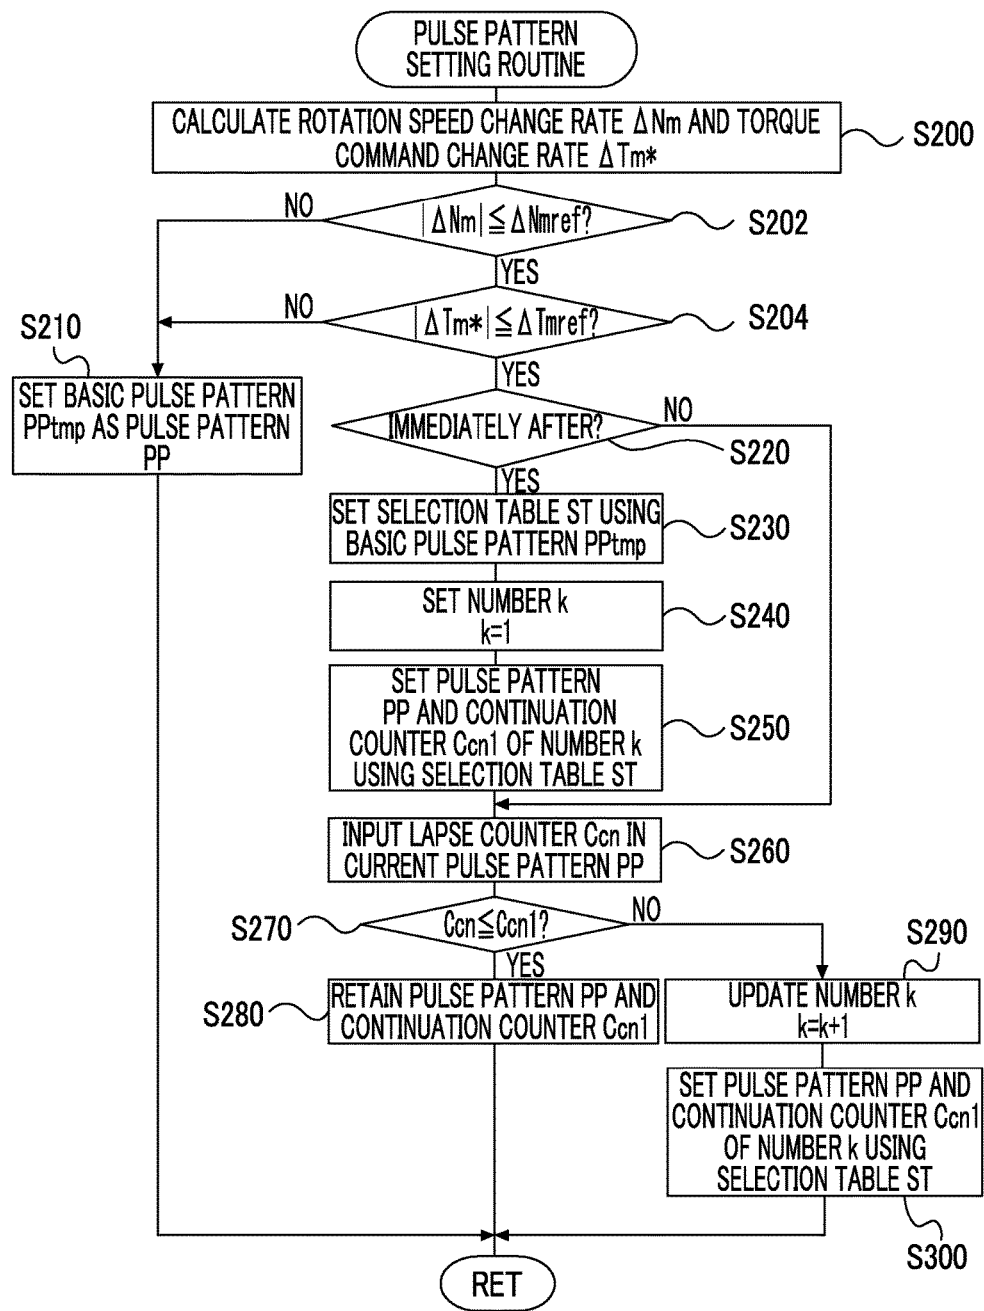 PULSE PATTERN
SETTING ROUTINE
CALCULATE ROTATION SPEED CHANGE RATE ΔNm AND TORQUE
COMMAND CHANGE RATE ΔTm*
S200
NO
|ΔNm|≦ΔNmref?
S202
YES
NO
|ΔTm*|≦ΔTmref?
S204
S210
YES
SET BASIC PULSE PATTERN
PPtmp AS PULSE PATTERN
PP
IMMEDIATELY AFTER?
NO
S220
YES
SET SELECTION TABLE ST USING
BASIC PULSE PATTERN PPtmp
S230
SET NUMBER k
k=1
S240
SET PULSE PATTERN
PP AND CONTINUATION
COUNTER Ccn1 OF NUMBER k
USING SELECTION TABLE ST
S250
INPUT LAPSE COUNTER Ccn IN
CURRENT PULSE PATTERN PP
S260
S270
Ccn≦Ccn1?
NO
YES
S290
S280
RETAIN PULSE PATTERN PP AND
CONTINUATION COUNTER Ccn1
UPDATE NUMBER k
k=k+1
SET PULSE PATTERN PP AND
CONTINUATION COUNTER Ccn1
OF NUMBER k USING
SELECTION TABLE ST
S300
RET